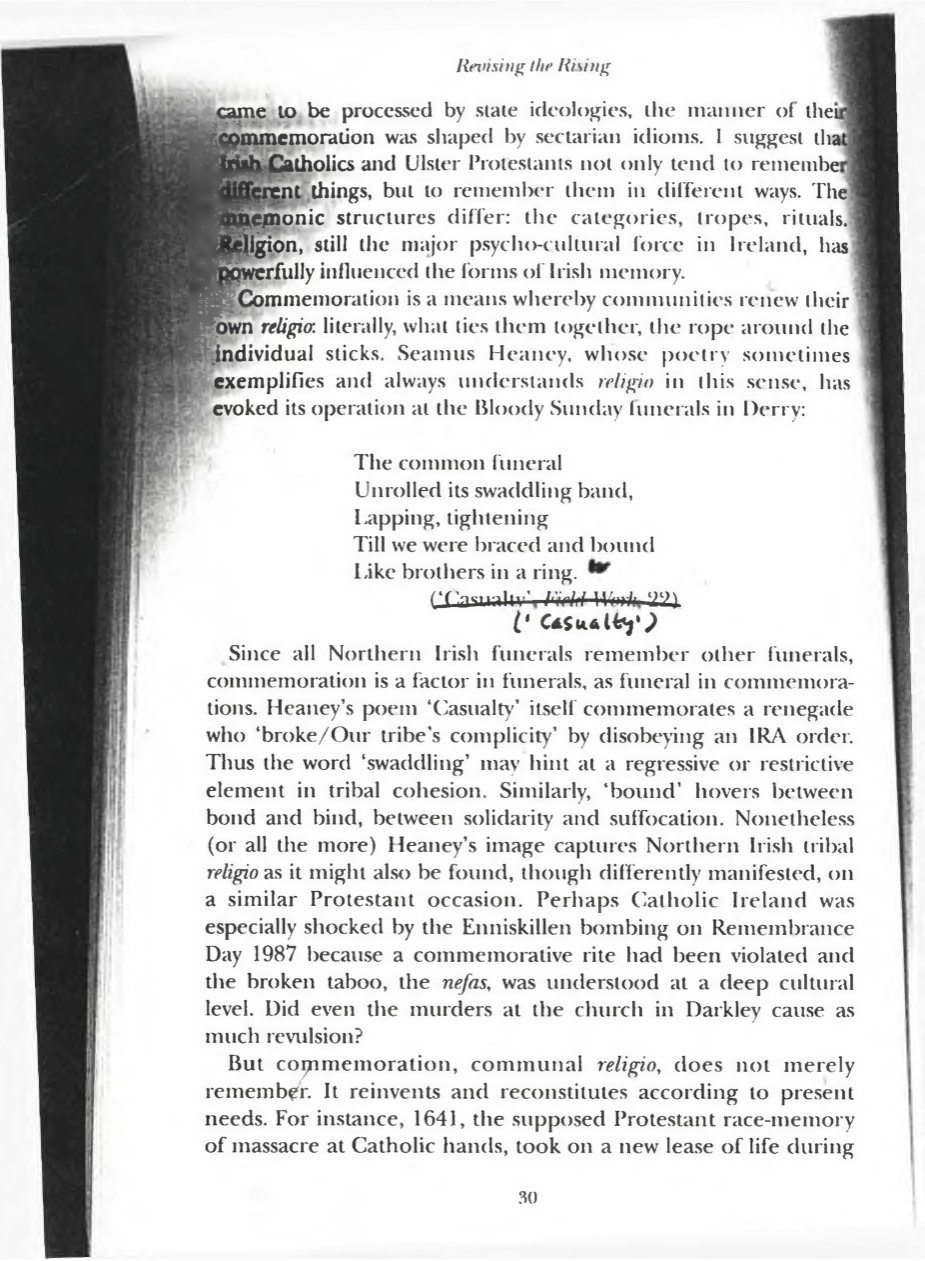 Revising the Rising
came to be processed by state ideologies, the manner of their
commemoration was shaped by sectarian idioms. I suggest that
Irish Catholics and Ulster Protestants not only tend to remember
different things, but to remember them in different ways. The
mnemonic structures differ: the categories, tropes, rituals.
Religion, still the major psycho-cultural force in Ireland, has
powerfully influenced the forms of Irish memory.
Commemoration is a means whereby communities renew their
own religio: literally, what ties them together, the rope around the
individual sticks. Seamus Heaney, whose poetry sometimes
exemplifies and always understands religio in this sense, has
evoked its operation at the Bloody Sunday funerals in Derry:
The common funeral
Unrolled its swaddling band,
Lapping, tightening
Till we were braced and bound
Like brothers in a ring.
('Casualty', Field Work, 22)
('Casualty')
Since all Northern Irish funerals remember other funerals,
commemoration is a factor in funerals, as funeral in commemora-
tions. Heaney's poem 'Casualty' itself commemorates a renegade
who 'broke/Our tribe's complicity' by disobeying an IRA order.
Thus the word 'swaddling' may hint at a regressive or restrictive
element in tribal cohesion. Similarly, 'bound' hovers between
bond and bind, between solidarity and suffocation. Nonetheless
(or all the more) Heaney's image captures Northern Irish tribal
religio as it might also be found, though differently manifested, on
a similar Protestant occasion. Perhaps Catholic Ireland was
especially shocked by the Enniskillen bombing on Remembrance
Day 1987 because a commemorative rite had been violated and
the broken taboo, the nefas, was understood at a deep cultural
level. Did even the murders at the church in Darkley cause as
much revulsion?
But commemoration, communal religio, does not merely
remember. It reinvents and reconstitutes according to present
needs. For instance, 1641, the supposed Protestant race-memory
of massacre at Catholic hands, took on a new lease of life during
30